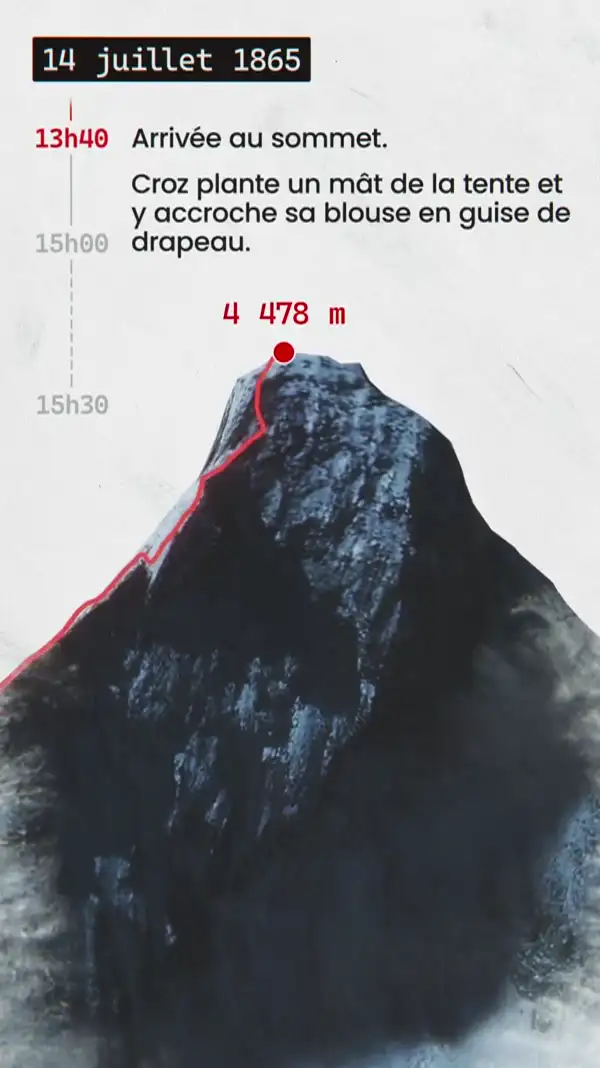 14 juillet 1865
13h40
Arrivée au sommet.
Croz plante un mât de la tente et
y accroche sa blouse en guise de
drapeau.
15h00
4 478 m
15h30